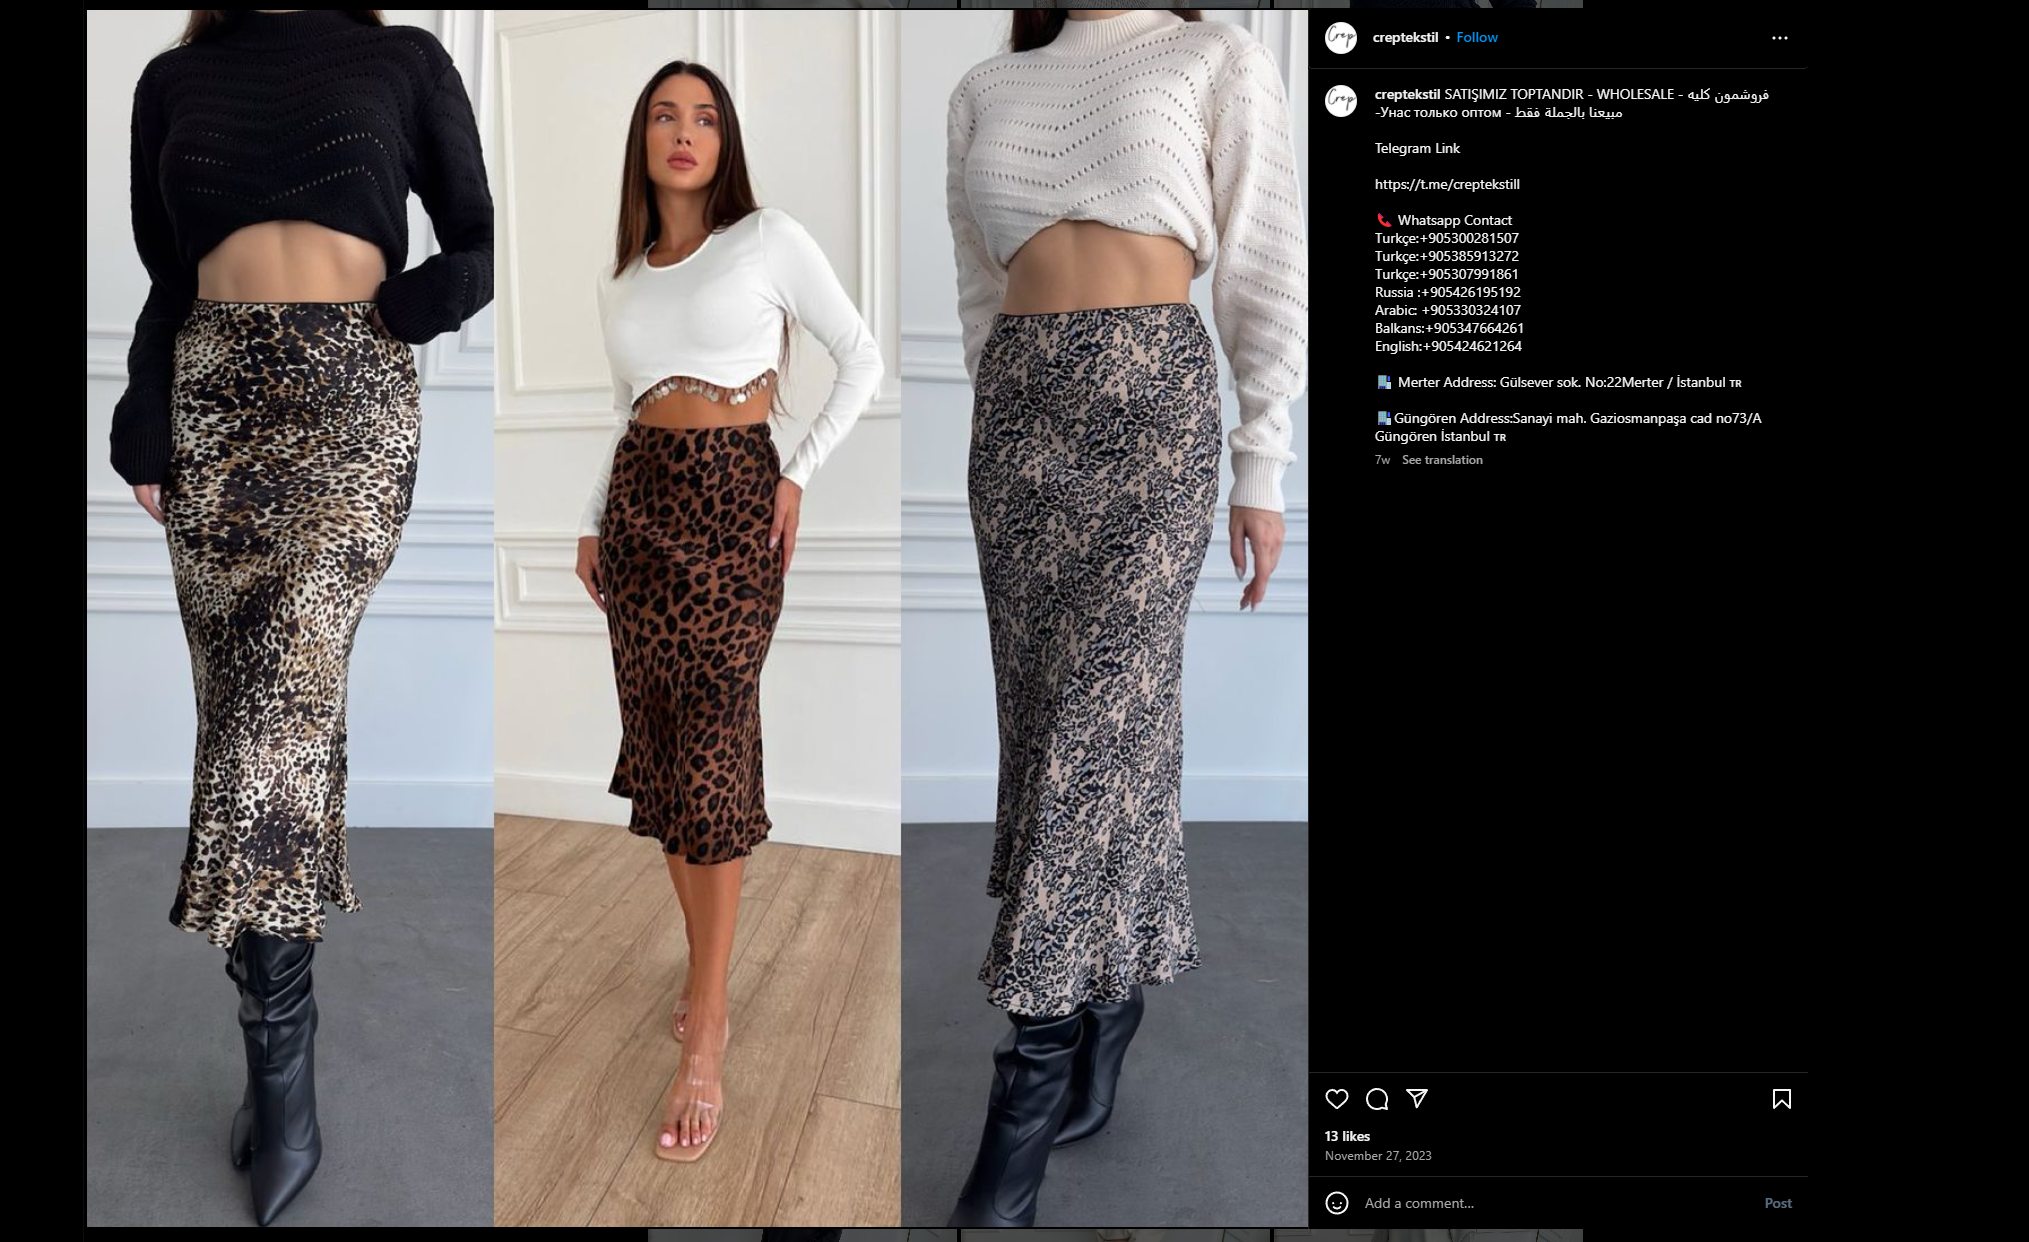 Crep
creptekstil • Follow
Crep
creptekstil SATIŞIMIZ TOPTANDIR - WHOLESALE - فروشمون کلیه
-Унас только оптом - مبيعنا بالجملة فقط
Telegram Link
https://t.me/creptekstill
Whatsapp Contact
Turkçe:+905300281507
Turkçe:+905385913272
Turkçe:+905307991861
Russia :+905426195192
Arabic: +905330324107
Balkans:+905347664261
English:+905424621264
Merter Address: Gülsever sok. No:22Merter / İstanbul TR
Güngören Address:Sanayi mah. Gaziosmanpaşa cad no73/A
Güngören İstanbul TR
7w See translation
13 likes
November 27, 2023
Add a comment... Post